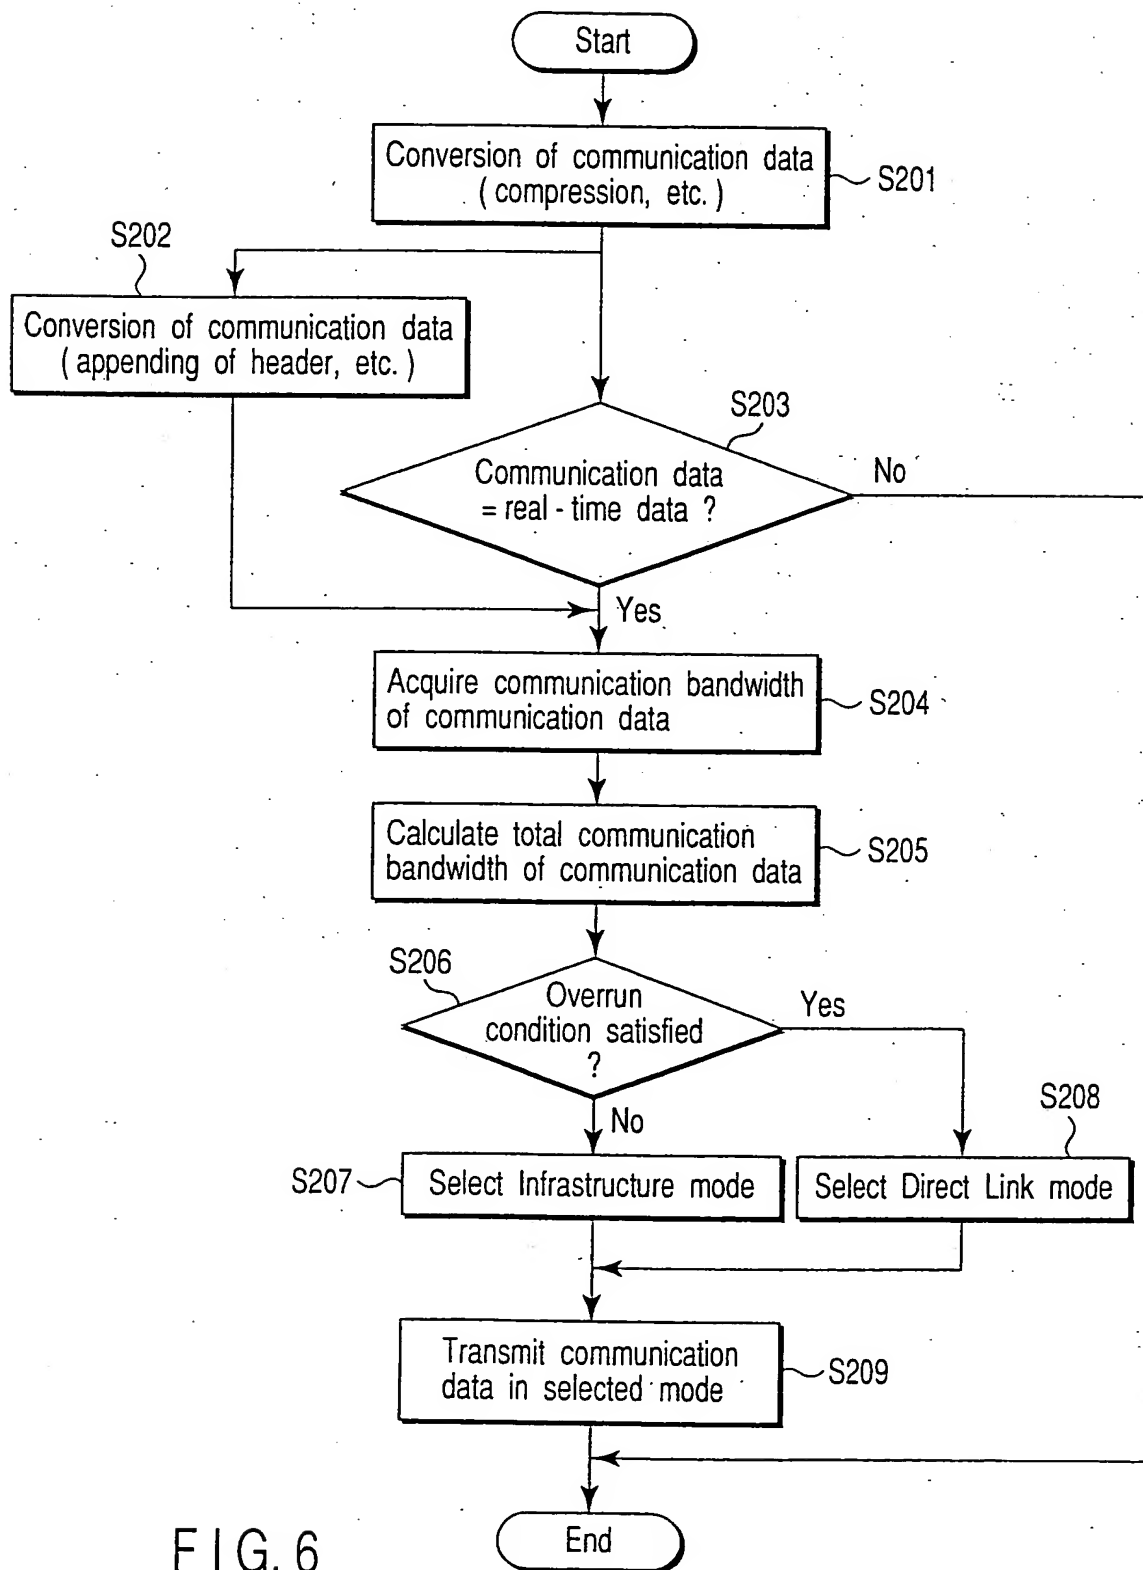 Start
Conversion of communication data
( compression, etc. )
S201
S202
Conversion of communication data
( appending of header, etc. )
S203
Communication data
= real - time data ?
No
Yes
Acquire communication bandwidth
of communication data
S204
Calculate total communication
bandwidth of communication data
S205
S206
Overrun
condition satisfied
?
Yes
No
S208
S207
Select Infrastructure mode
Select Direct Link mode
Transmit communication
data in selected mode
S209
End
FIG. 6